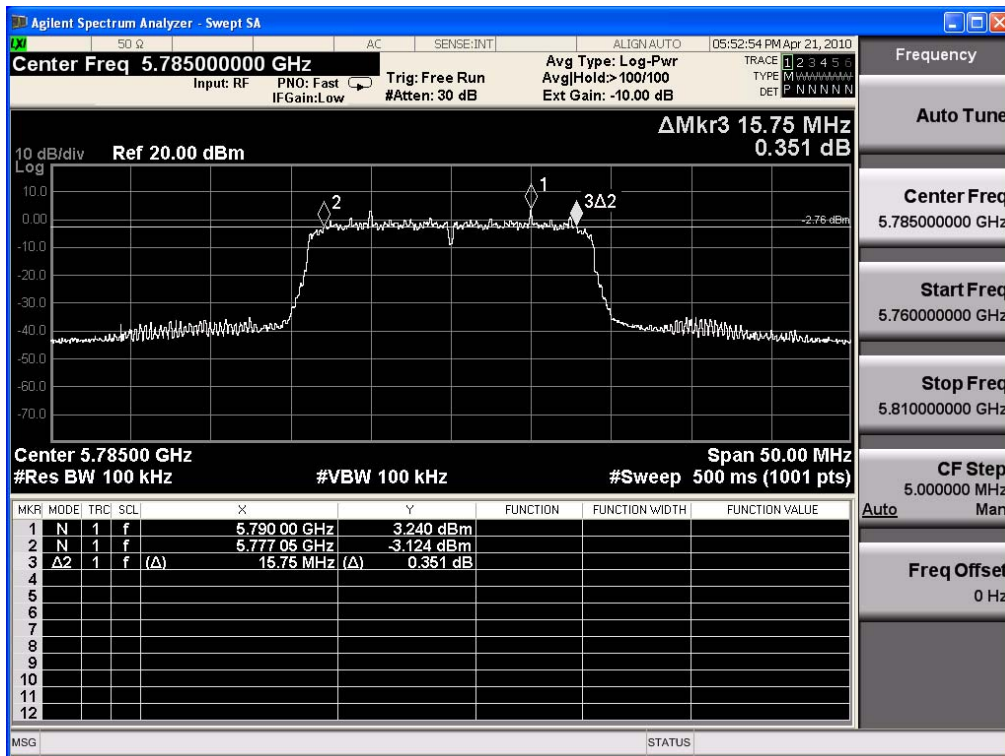 Agilent Spectrum Analyzer - Swept SA
LXI 50 Ω AC SENSE:INT ALIGN AUTO 05:52:54 PM Apr 21, 2010
Center Freq 5.785000000 GHz
Input: RF PNO: Fast IFGain:Low
Trig: Free Run
#Atten: 30 dB
Avg Type: Log-Pwr
Avg|Hold:>100/100
Ext Gain: -10.00 dB
TRACE 1 2 3 4 5 6
TYPE M
DET P N N N N N
ΔMkr3 15.75 MHz
0.351 dB
10 dB/div Ref 20.00 dBm
Log
10.0
0.00
-10.0
-20.0
-30.0
-40.0
-50.0
-60.0
-70.0
2
1
3Δ2
-2.76 dBm
Center 5.78500 GHz Span 50.00 MHz
#Res BW 100 kHz #VBW 100 kHz #Sweep 500 ms (1001 pts)
MKR MODE TRC SCL X Y FUNCTION FUNCTION WIDTH FUNCTION VALUE
1 N 1 f 5.790 00 GHz 3.240 dBm
2 N 1 f 5.777 05 GHz -3.124 dBm
3 Δ2 1 f (Δ) 15.75 MHz (Δ) 0.351 dB
4
5
6
7
8
9
10
11
12
MSG STATUS
Frequency
Auto Tune
Center Freq
5.785000000 GHz
Start Freq
5.760000000 GHz
Stop Freq
5.810000000 GHz
CF Step
5.000000 MHz
Auto Man
Freq Offset
0 Hz